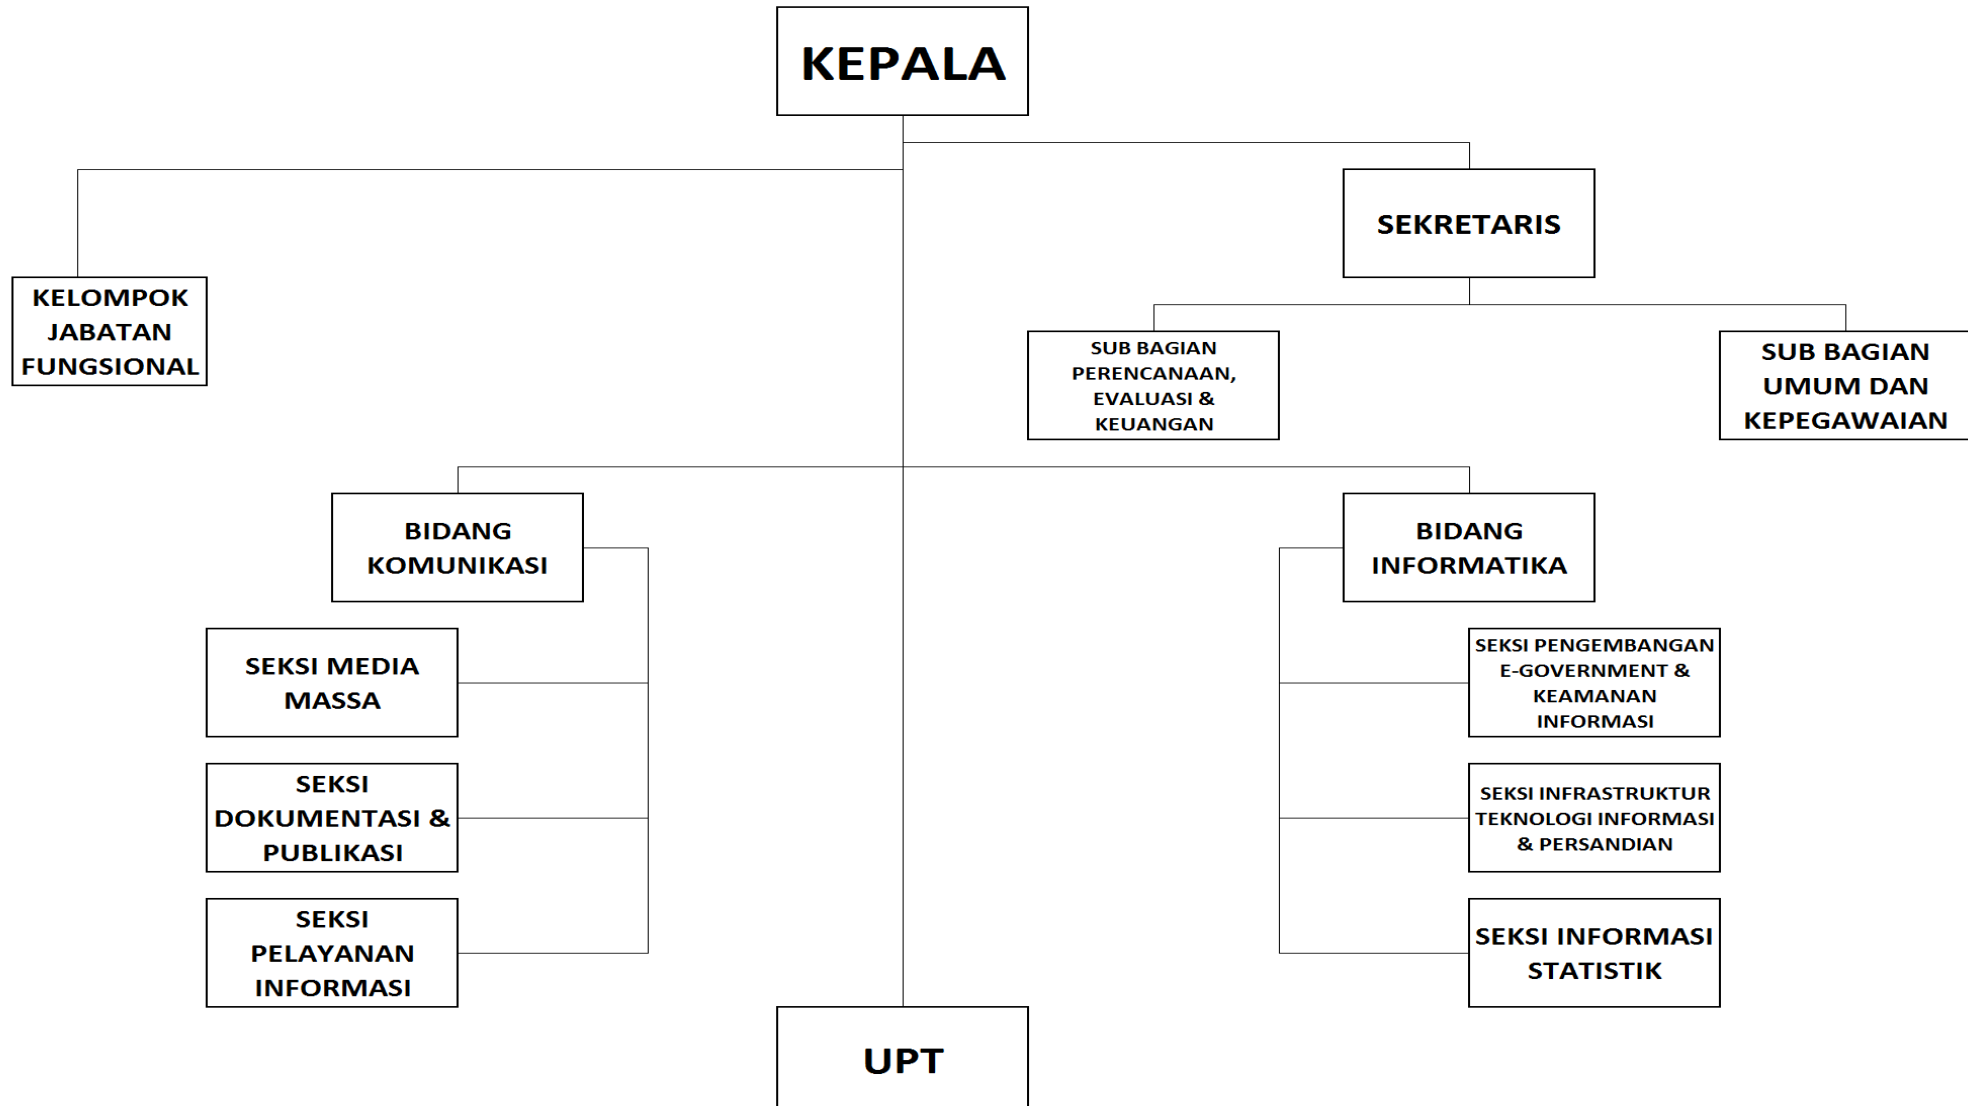 KEPALA
SEKRETARIS
KELOMPOK
JABATAN
FUNGSIONAL
SUB BAGIAN
PERENCANAAN,
EVALUASI &
KEUANGAN
SUB BAGIAN
UMUM DAN
KEPEGAWAIAN
BIDANG
KOMUNIKASI
BIDANG
INFORMATIKA
SEKSI MEDIA
MASSA
SEKSI
DOKUMENTASI &
PUBLIKASI
SEKSI
PELAYANAN
INFORMASI
SEKSI PENGEMBANGAN
E-GOVERNMENT &
KEAMANAN
INFORMASI
SEKSI INFRASTRUKTUR
TEKNOLOGI INFORMASI
& PERSANDIAN
SEKSI INFORMASI
STATISTIK
UPT